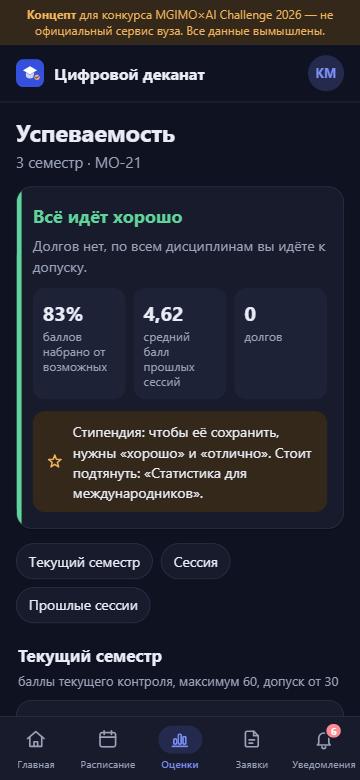 Концепт для конкурса MGIMO×AI Challenge 2026 — не
официальный сервис вуза. Все данные вымышлены.
Цифровой деканат
КМ
Успеваемость
3 семестр · МО-21
Всё идёт хорошо
Долгов нет, по всем дисциплинам вы идёте к
допуску.
83%
баллов
набрано от
возможных
4,62
средний
балл
прошлых
сессий
0
долгов
Стипендия: чтобы её сохранить,
нужны «хорошо» и «отлично». Стоит
подтянуть: «Статистика для
международников».
Текущий семестр
Сессия
Прошлые сессии
Текущий семестр
баллы текущего контроля, максимум 60, допуск от 30
6
Главная
Расписание
Оценки
Заявки
Уведомления